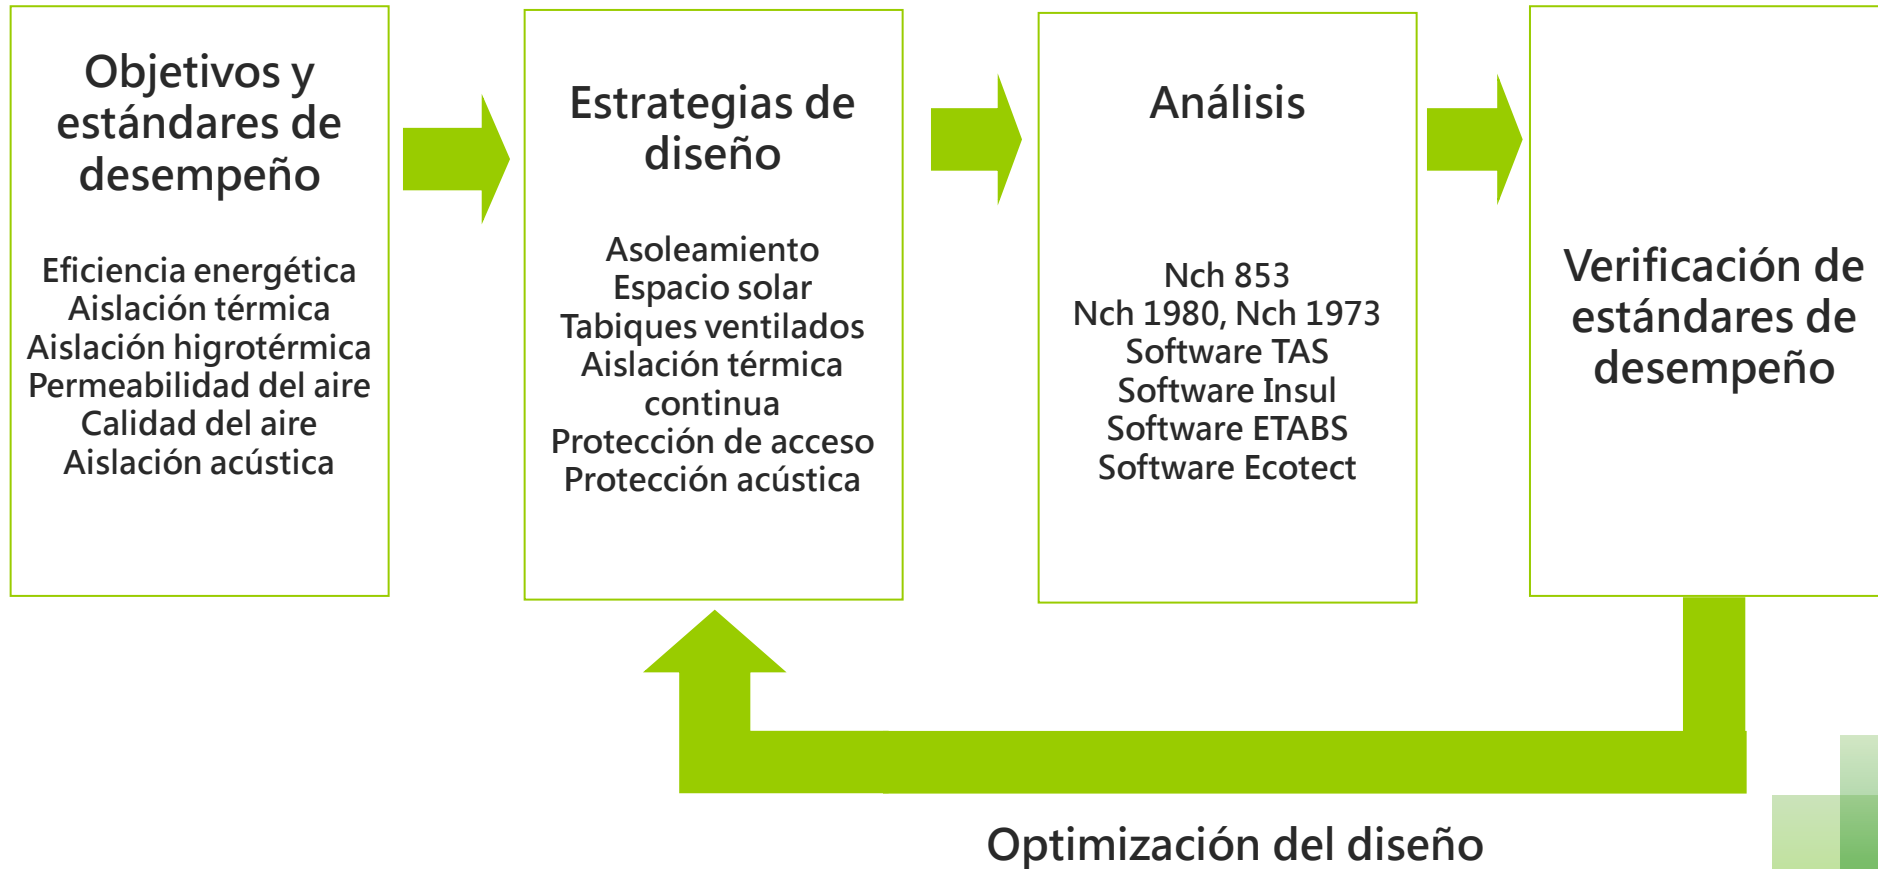 Objetivos y
estándares de
desempeño
Eficiencia energética
Aislación térmica
Aislación higrotérmica
Permeabilidad del aire
Calidad del aire
Aislación acústica
Estrategias de
diseño
Asoleamiento
Espacio solar
Tabiques ventilados
Aislación térmica
continua
Protección de acceso
Protección acústica
Análisis
Nch 853
Nch 1980, Nch 1973
Software TAS
Software Insul
Software ETABS
Software Ecotect
Verificación de
estándares de
desempeño
Optimización del diseño